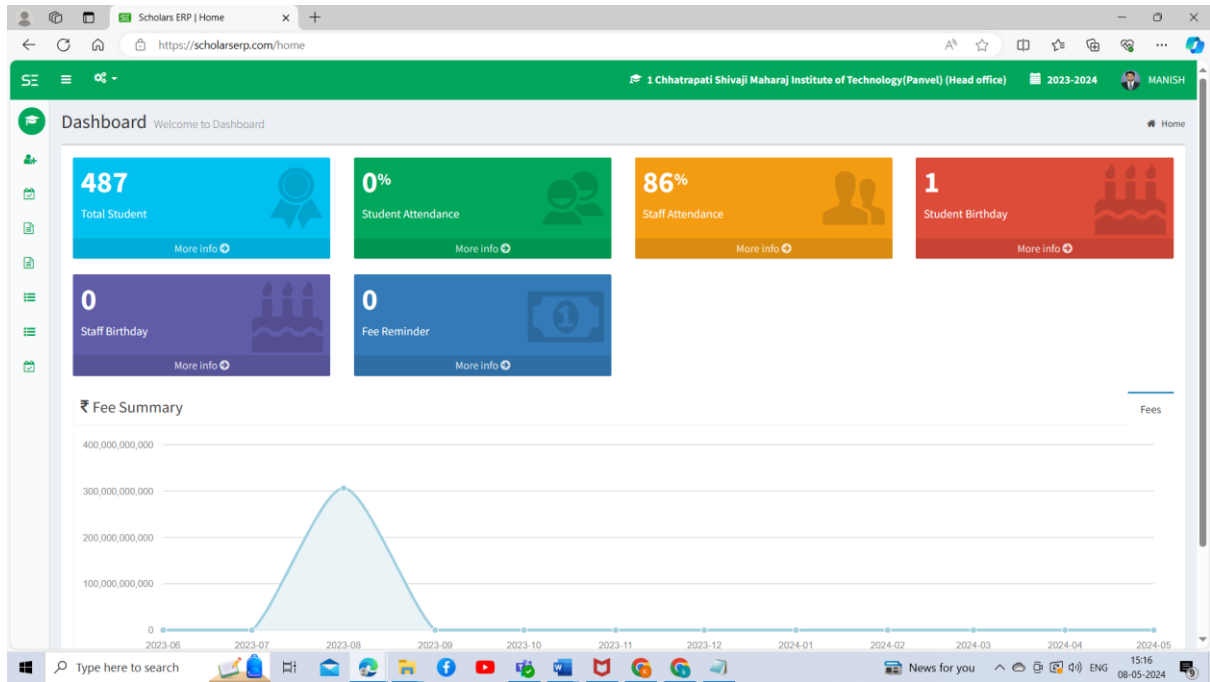 Scholars ERP | Home
https://scholarserp.com/home
1 Chhatrapati Shivaji Maharaj Institute of Technology(Panvel) (Head office) 2023-2024 MANISH
Dashboard Welcome to Dashboard
Home
487
Total Student
More info
0%
Student Attendance
More info
86%
Staff Attendance
More info
1
Student Birthday
More info
0
Staff Birthday
More info
0
Fee Reminder
More info
₹ Fee Summary
Fees
400,000,000,000
300,000,000,000
200,000,000,000
100,000,000,000
0
2023-06 2023-07 2023-08 2023-09 2023-10 2023-11 2023-12 2024-01 2024-02 2024-03 2024-04 2024-05
Type here to search
News for you
ENG
15:16
08-05-2024